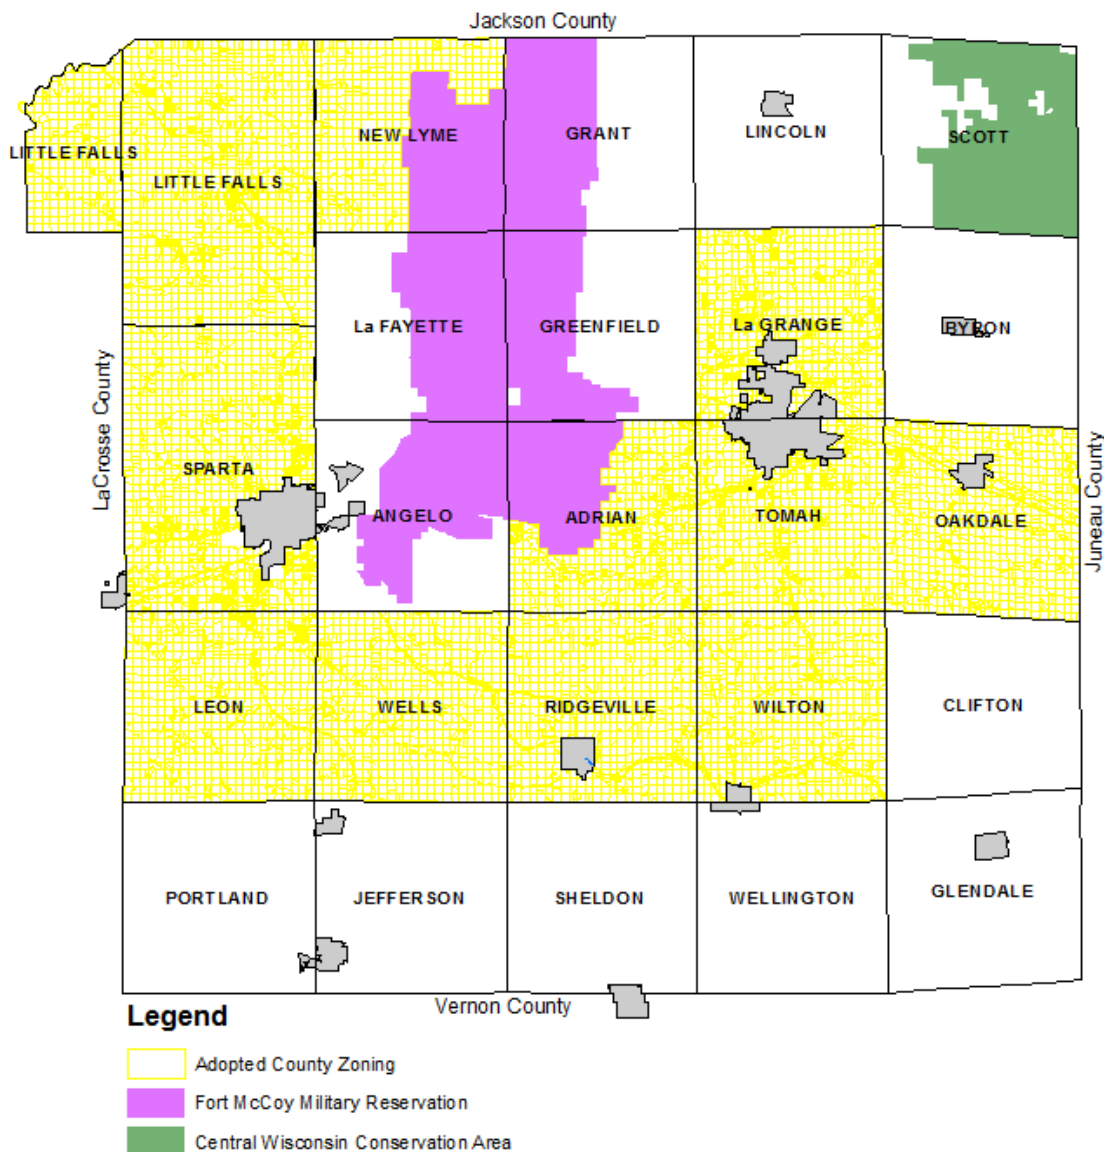 Jackson County
NEW LYME
GRANT
LINCOLN
SCOTT
LITTLE FALLS
LITTLE FALLS
La FAYETTE
GREENFIELD
La GRANGE
BYRON
LaCrosse County
SPARTA
ANGELO
ADRIAN
TOMAH
OAKDALE
Juneau County
LEON
WELLS
RIDGEVILLE
WILTON
CLIFTON
PORTLAND
JEFFERSON
SHELDON
WELLINGTON
GLENDALE
Vernon County
Legend
Adopted County Zoning
Fort McCoy Military Reservation
Central Wisconsin Conservation Area